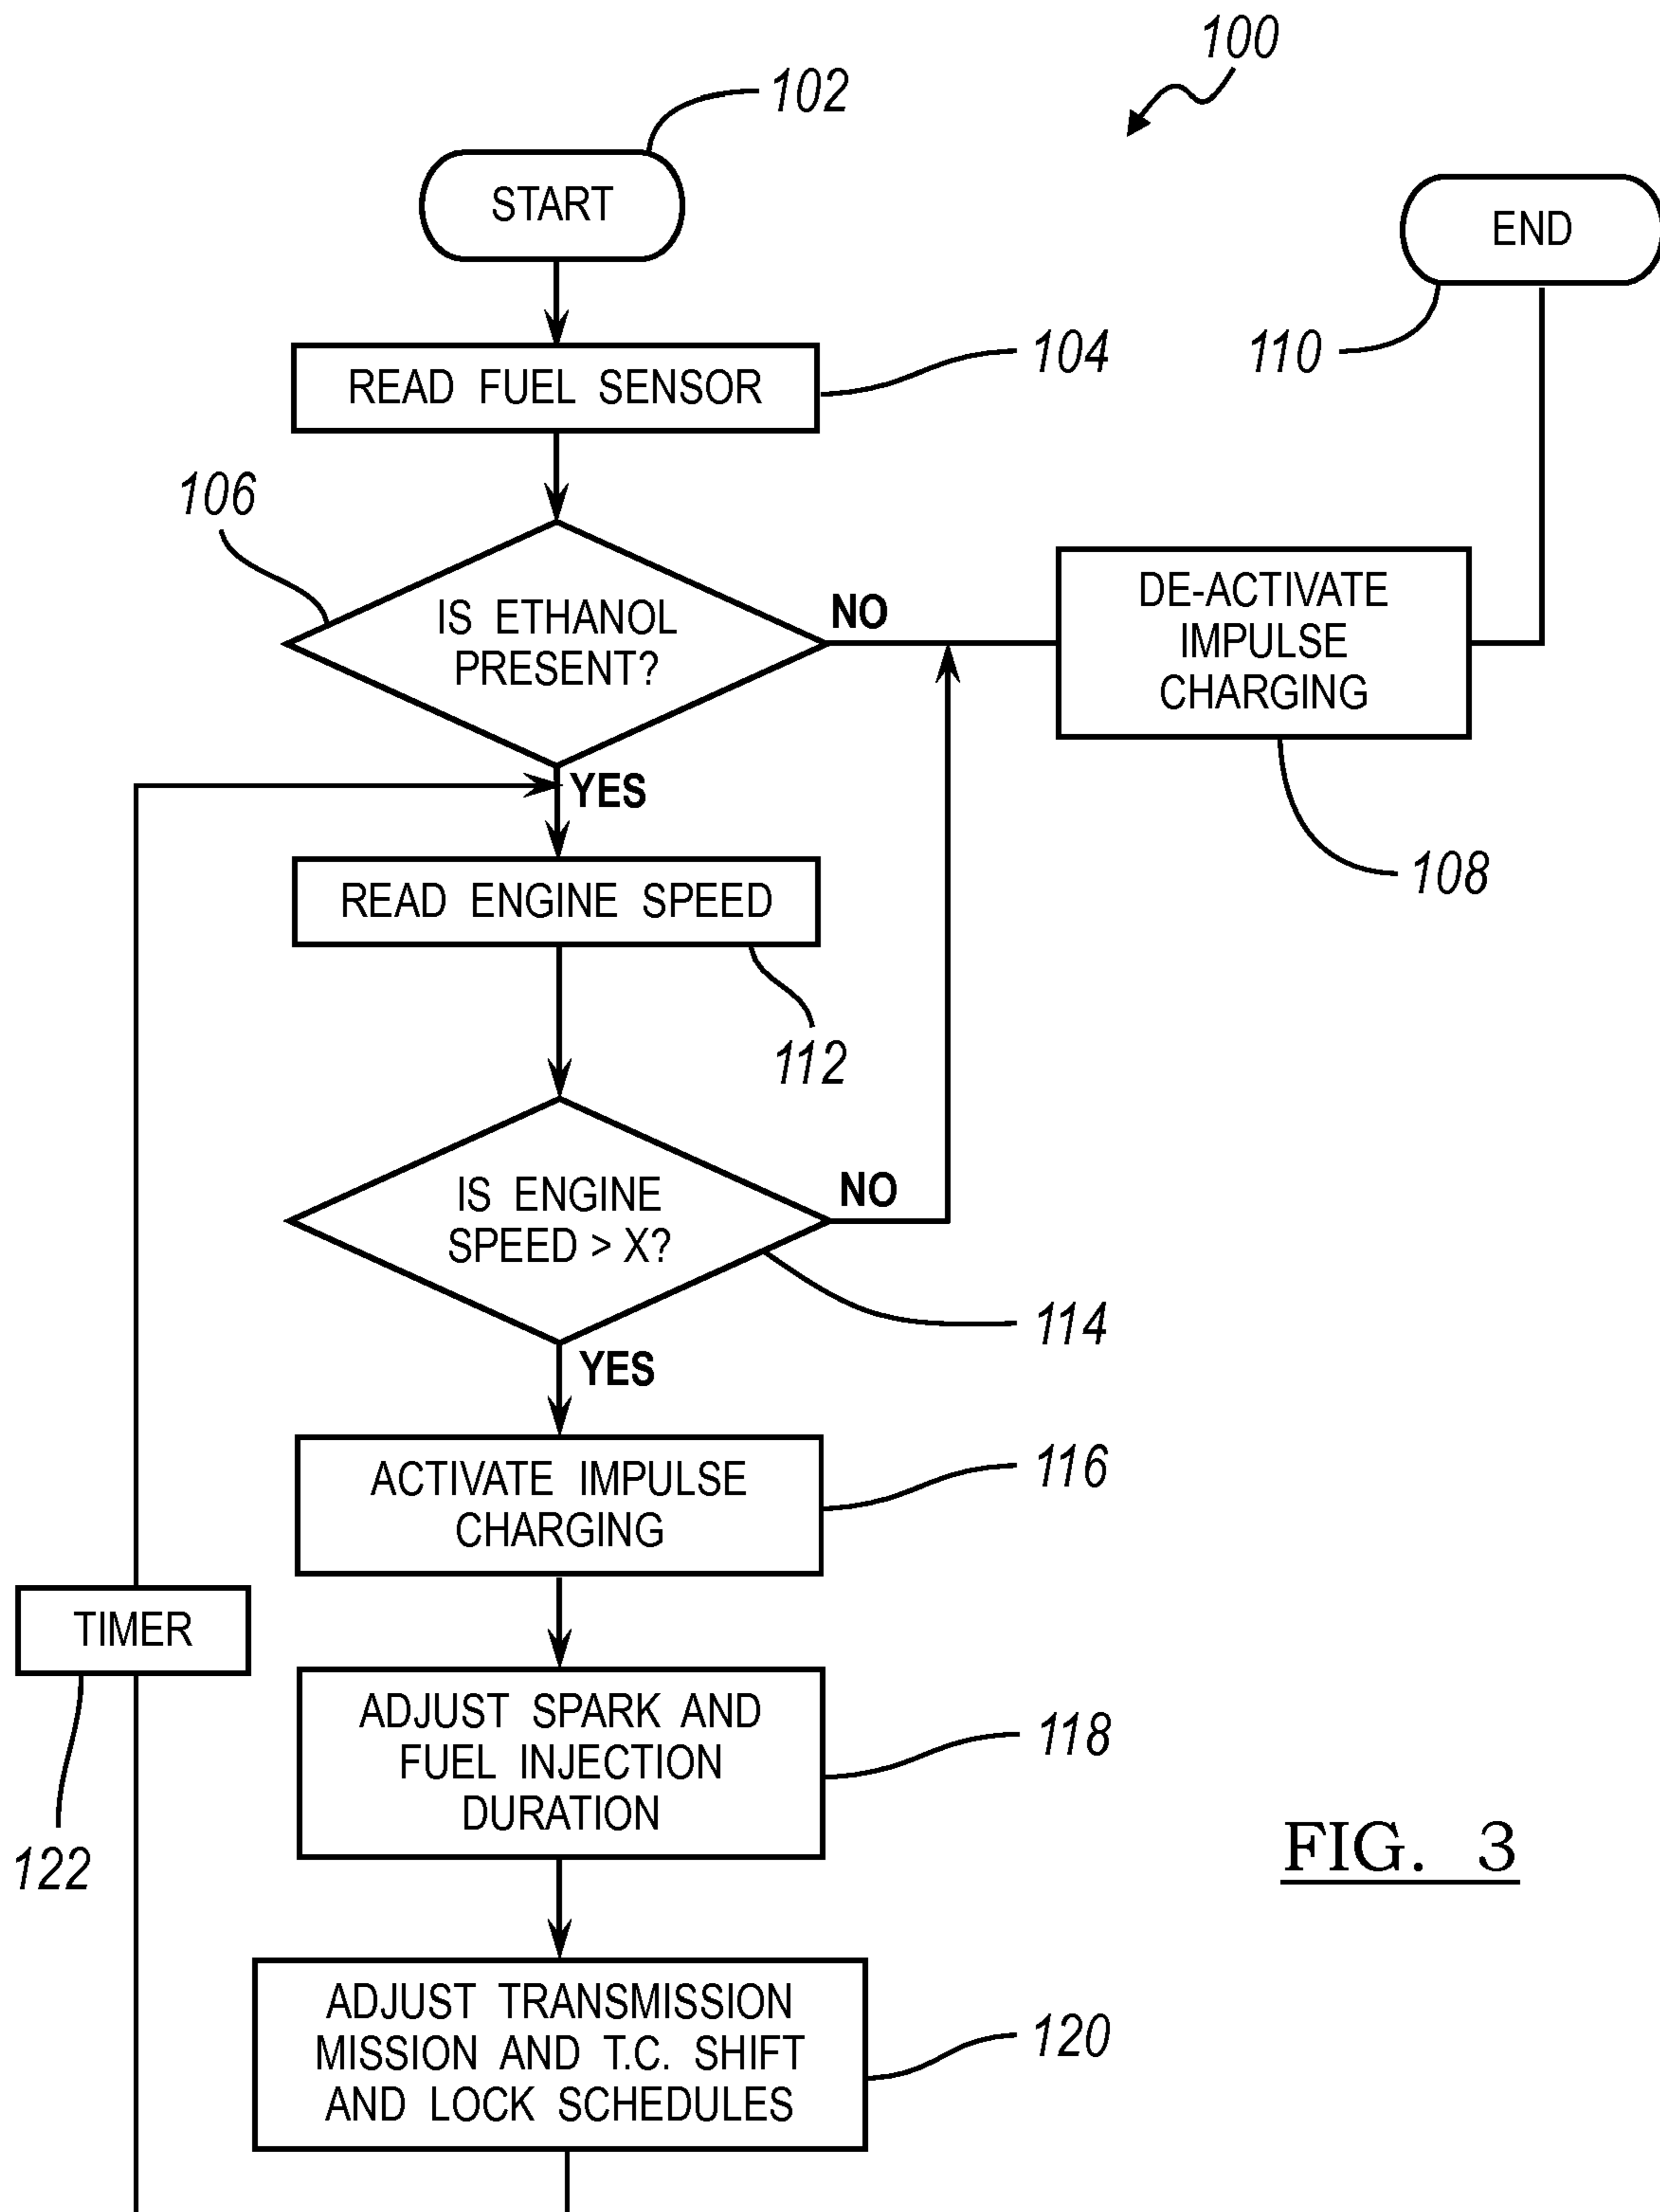 100
102
START
END
110
READ FUEL SENSOR
104
106
IS ETHANOL
PRESENT?
NO
DE-ACTIVATE
IMPULSE
CHARGING
108
YES
READ ENGINE SPEED
112
IS ENGINE
SPEED > X?
NO
114
YES
ACTIVATE IMPULSE
CHARGING
116
TIMER
122
ADJUST SPARK AND
FUEL INJECTION
DURATION
118
FIG. 3
ADJUST TRANSMISSION
MISSION AND T.C. SHIFT
AND LOCK SCHEDULES
120